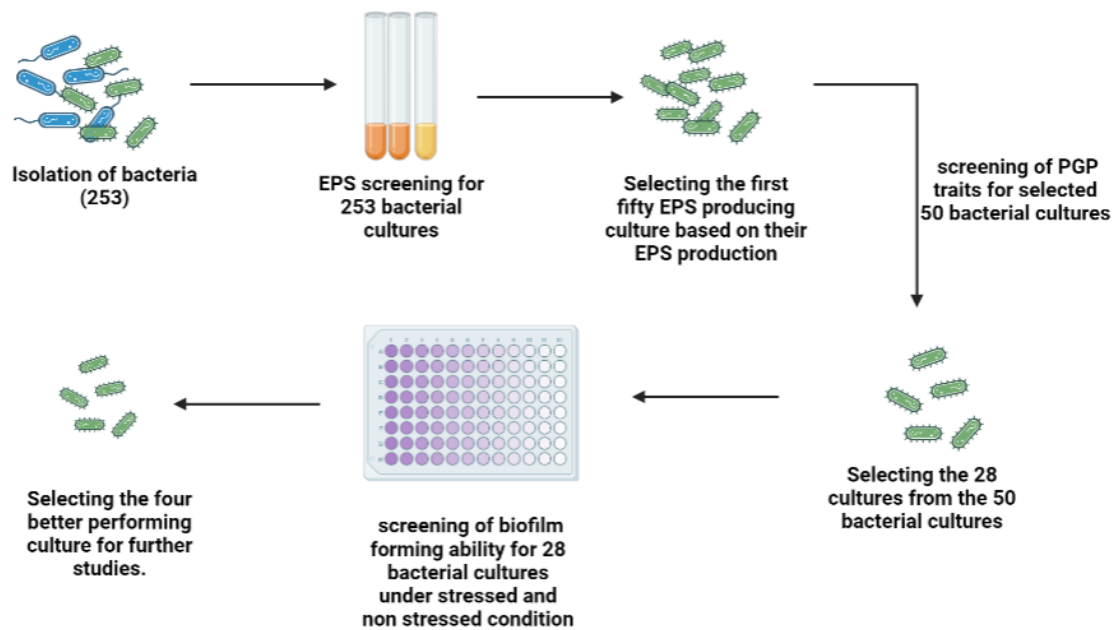 Isolation of bacteria
(253)
EPS screening for
253 bacterial
cultures
Selecting the first
fifty EPS producing
culture based on their
EPS production
screening of PGP
traits for selected
50 bacterial cultures
Selecting the 28
cultures from the 50
bacterial cultures
screening of biofilm
forming ability for 28
bacterial cultures
under stressed and
non stressed condition
Selecting the four
better performing
culture for further
studies.